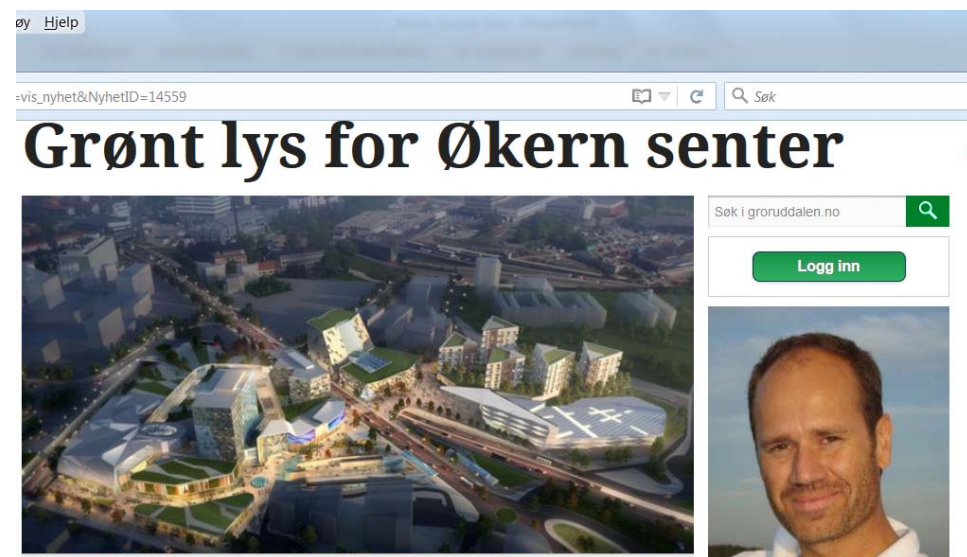 øy Hjelp
=vis_nyhet&NyhetID=14559
Søk
Grønt lys for Økern senter
Søk i groruddalen.no
Logg inn